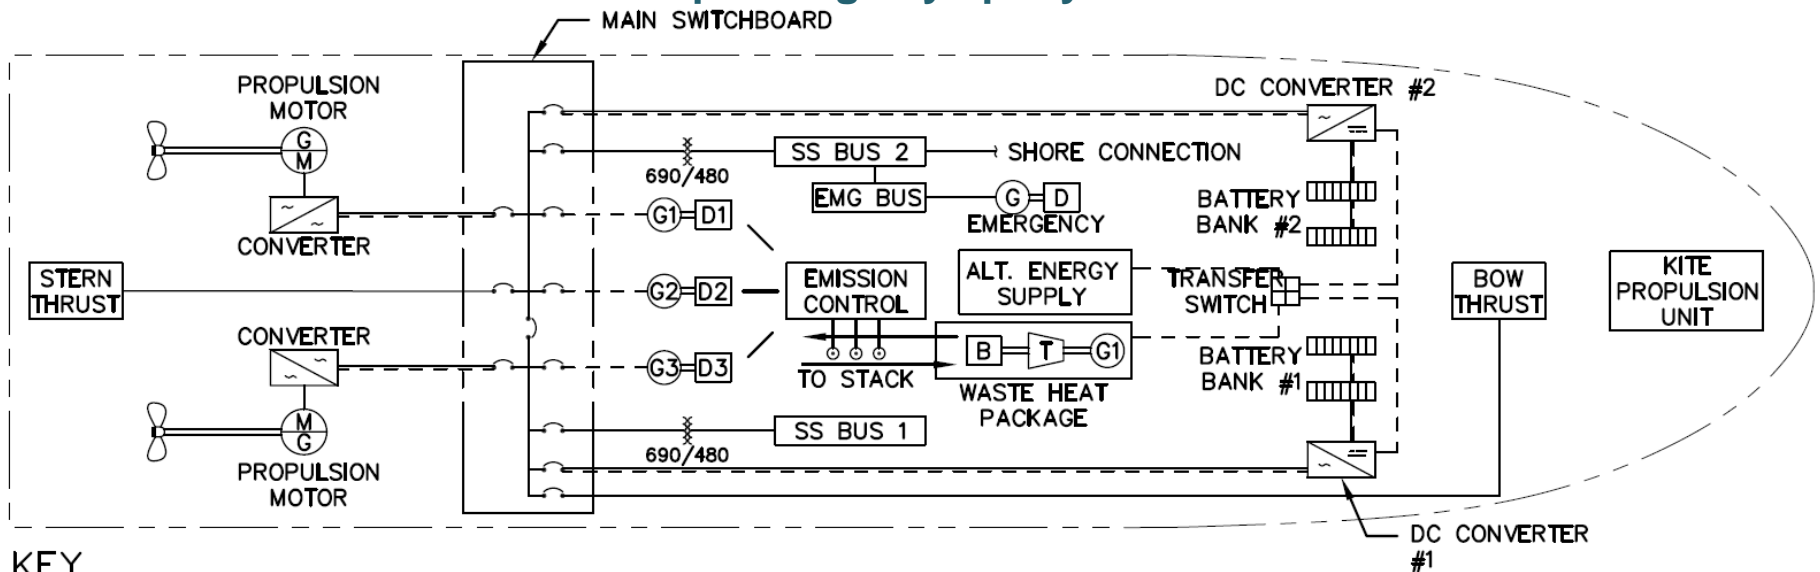 MAIN SWITCHBOARD
PROPULSION
MOTOR
DC CONVERTER #2
G
M
SS BUS 2
SHORE CONNECTION
690/480
EMG BUS
G
D
EMERGENCY
BATTERY
BANK #2
G1
D1
CONVERTER
STERN
THRUST
G2
D2
EMISSION
CONTROL
ALT. ENERGY
SUPPLY
TRANSFER
SWITCH
BOW
THRUST
KITE
PROPULSION
UNIT
CONVERTER
G3
D3
TO STACK
B
T
G1
WASTE HEAT
PACKAGE
BATTERY
BANK #1
M
G
SS BUS 1
690/480
PROPULSION
MOTOR
DC CONVERTER
#1
KEY